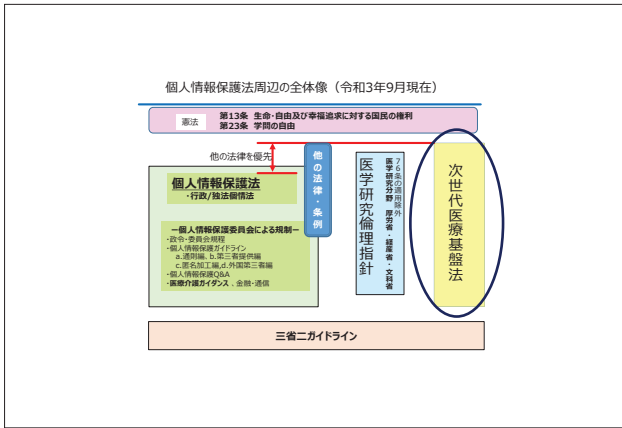 個人情報保護法周辺の全体像（令和3年9月現在）
憲法
第13条 生命・自由及び幸福追求に対する国民の権利
第23条 学問の自由
他の法律を優先
個人情報保護法
・行政/独法個情法
ー個人情報保護委員会による規制ー
・政令・委員会規程
・個人情報保護ガイドライン
a.通則編、b.第三者提供編
c.匿名加工編,d.外国第三者編
・個人情報保護Q&A
・医療介護ガイダンス 、金融・通信
他の法律・条例
76条の適用除外
医学研究分野 厚労省・経産省・文科省
医学研究倫理指針
次世代医療基盤法
三省二ガイドライン